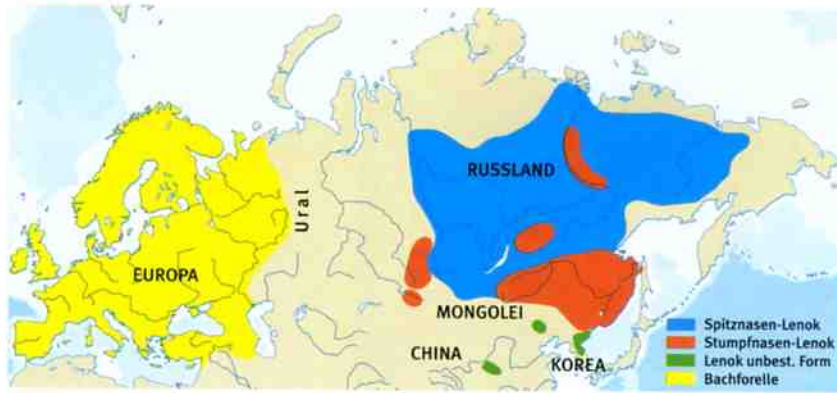 RUSSLAND
Ural
EUROPA
MONGOLEI
CHINA
KOREA
Spitznasen-Lenok
Stumpfnasen-Lenok
Lenok unbest. Form
Bachforelle